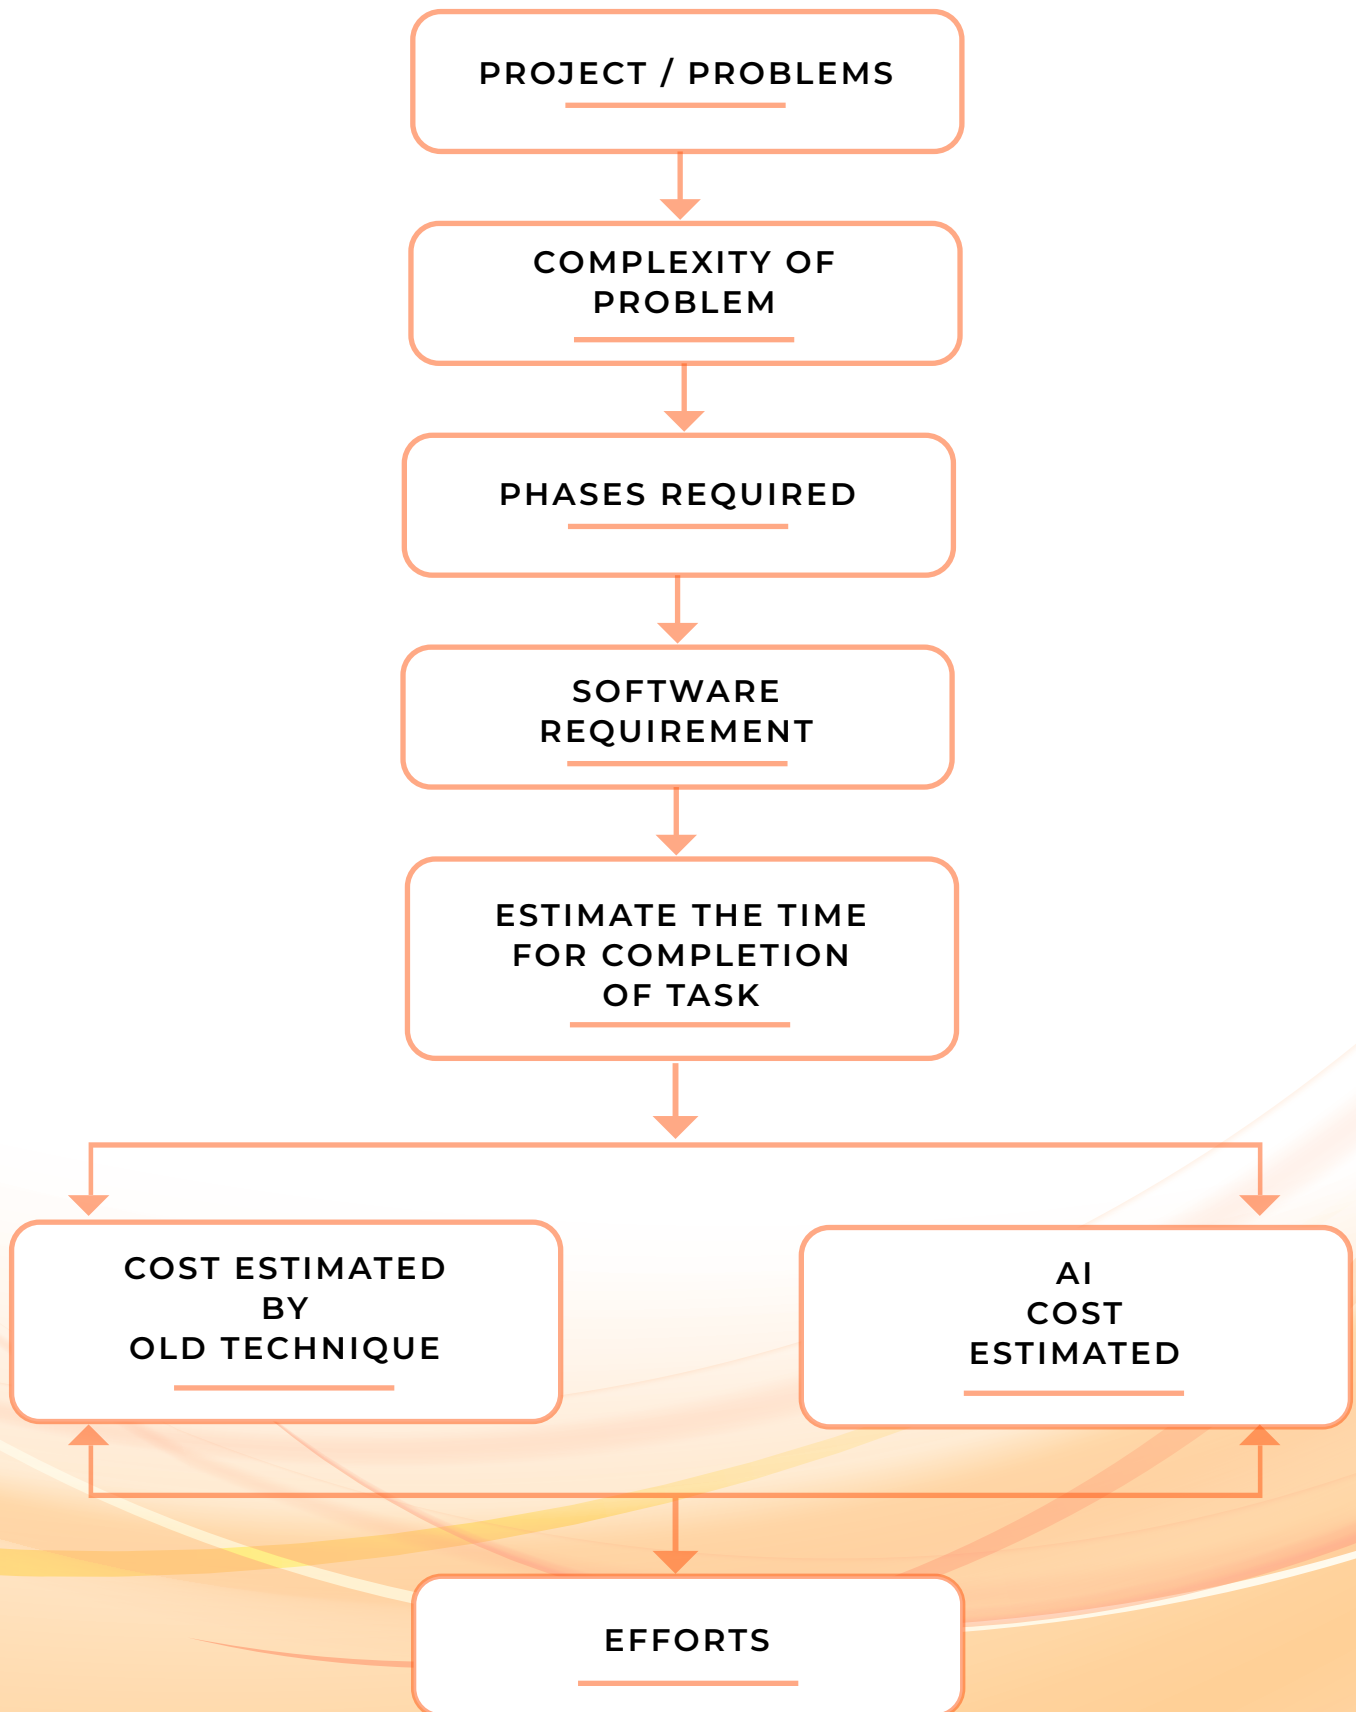 PROJECT / PROBLEMS
COMPLEXITY OF
PROBLEM
PHASES REQUIRED
SOFTWARE
REQUIREMENT
ESTIMATE THE TIME
FOR COMPLETION
OF TASK
COST ESTIMATED
BY
OLD TECHNIQUE
AI
COST
ESTIMATED
EFFORTS